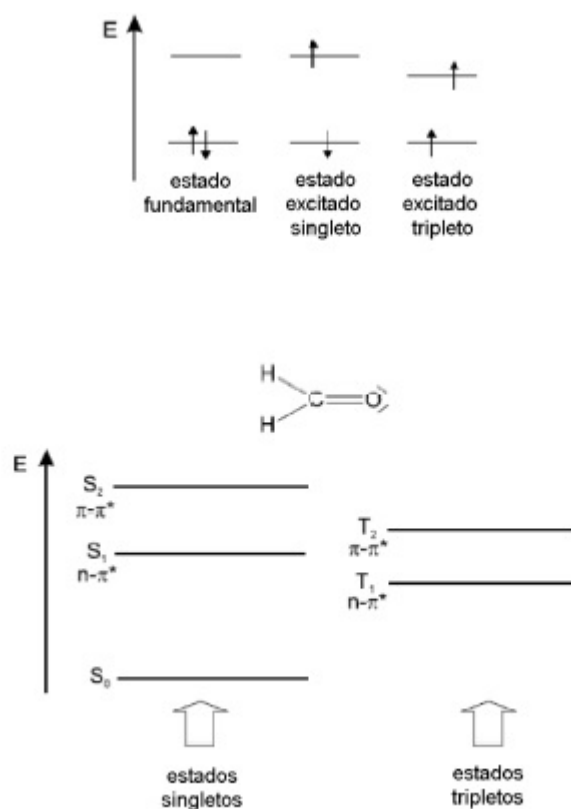 E
estado
fundamental
estado
excitado
singleto
estado
excitado
tripleto
H
C
O
H
E
S₂
π-π*
S₁
n-π*
S₀
T₂
π-π*
T₁
n-π*
estados
singletos
estados
tripletos